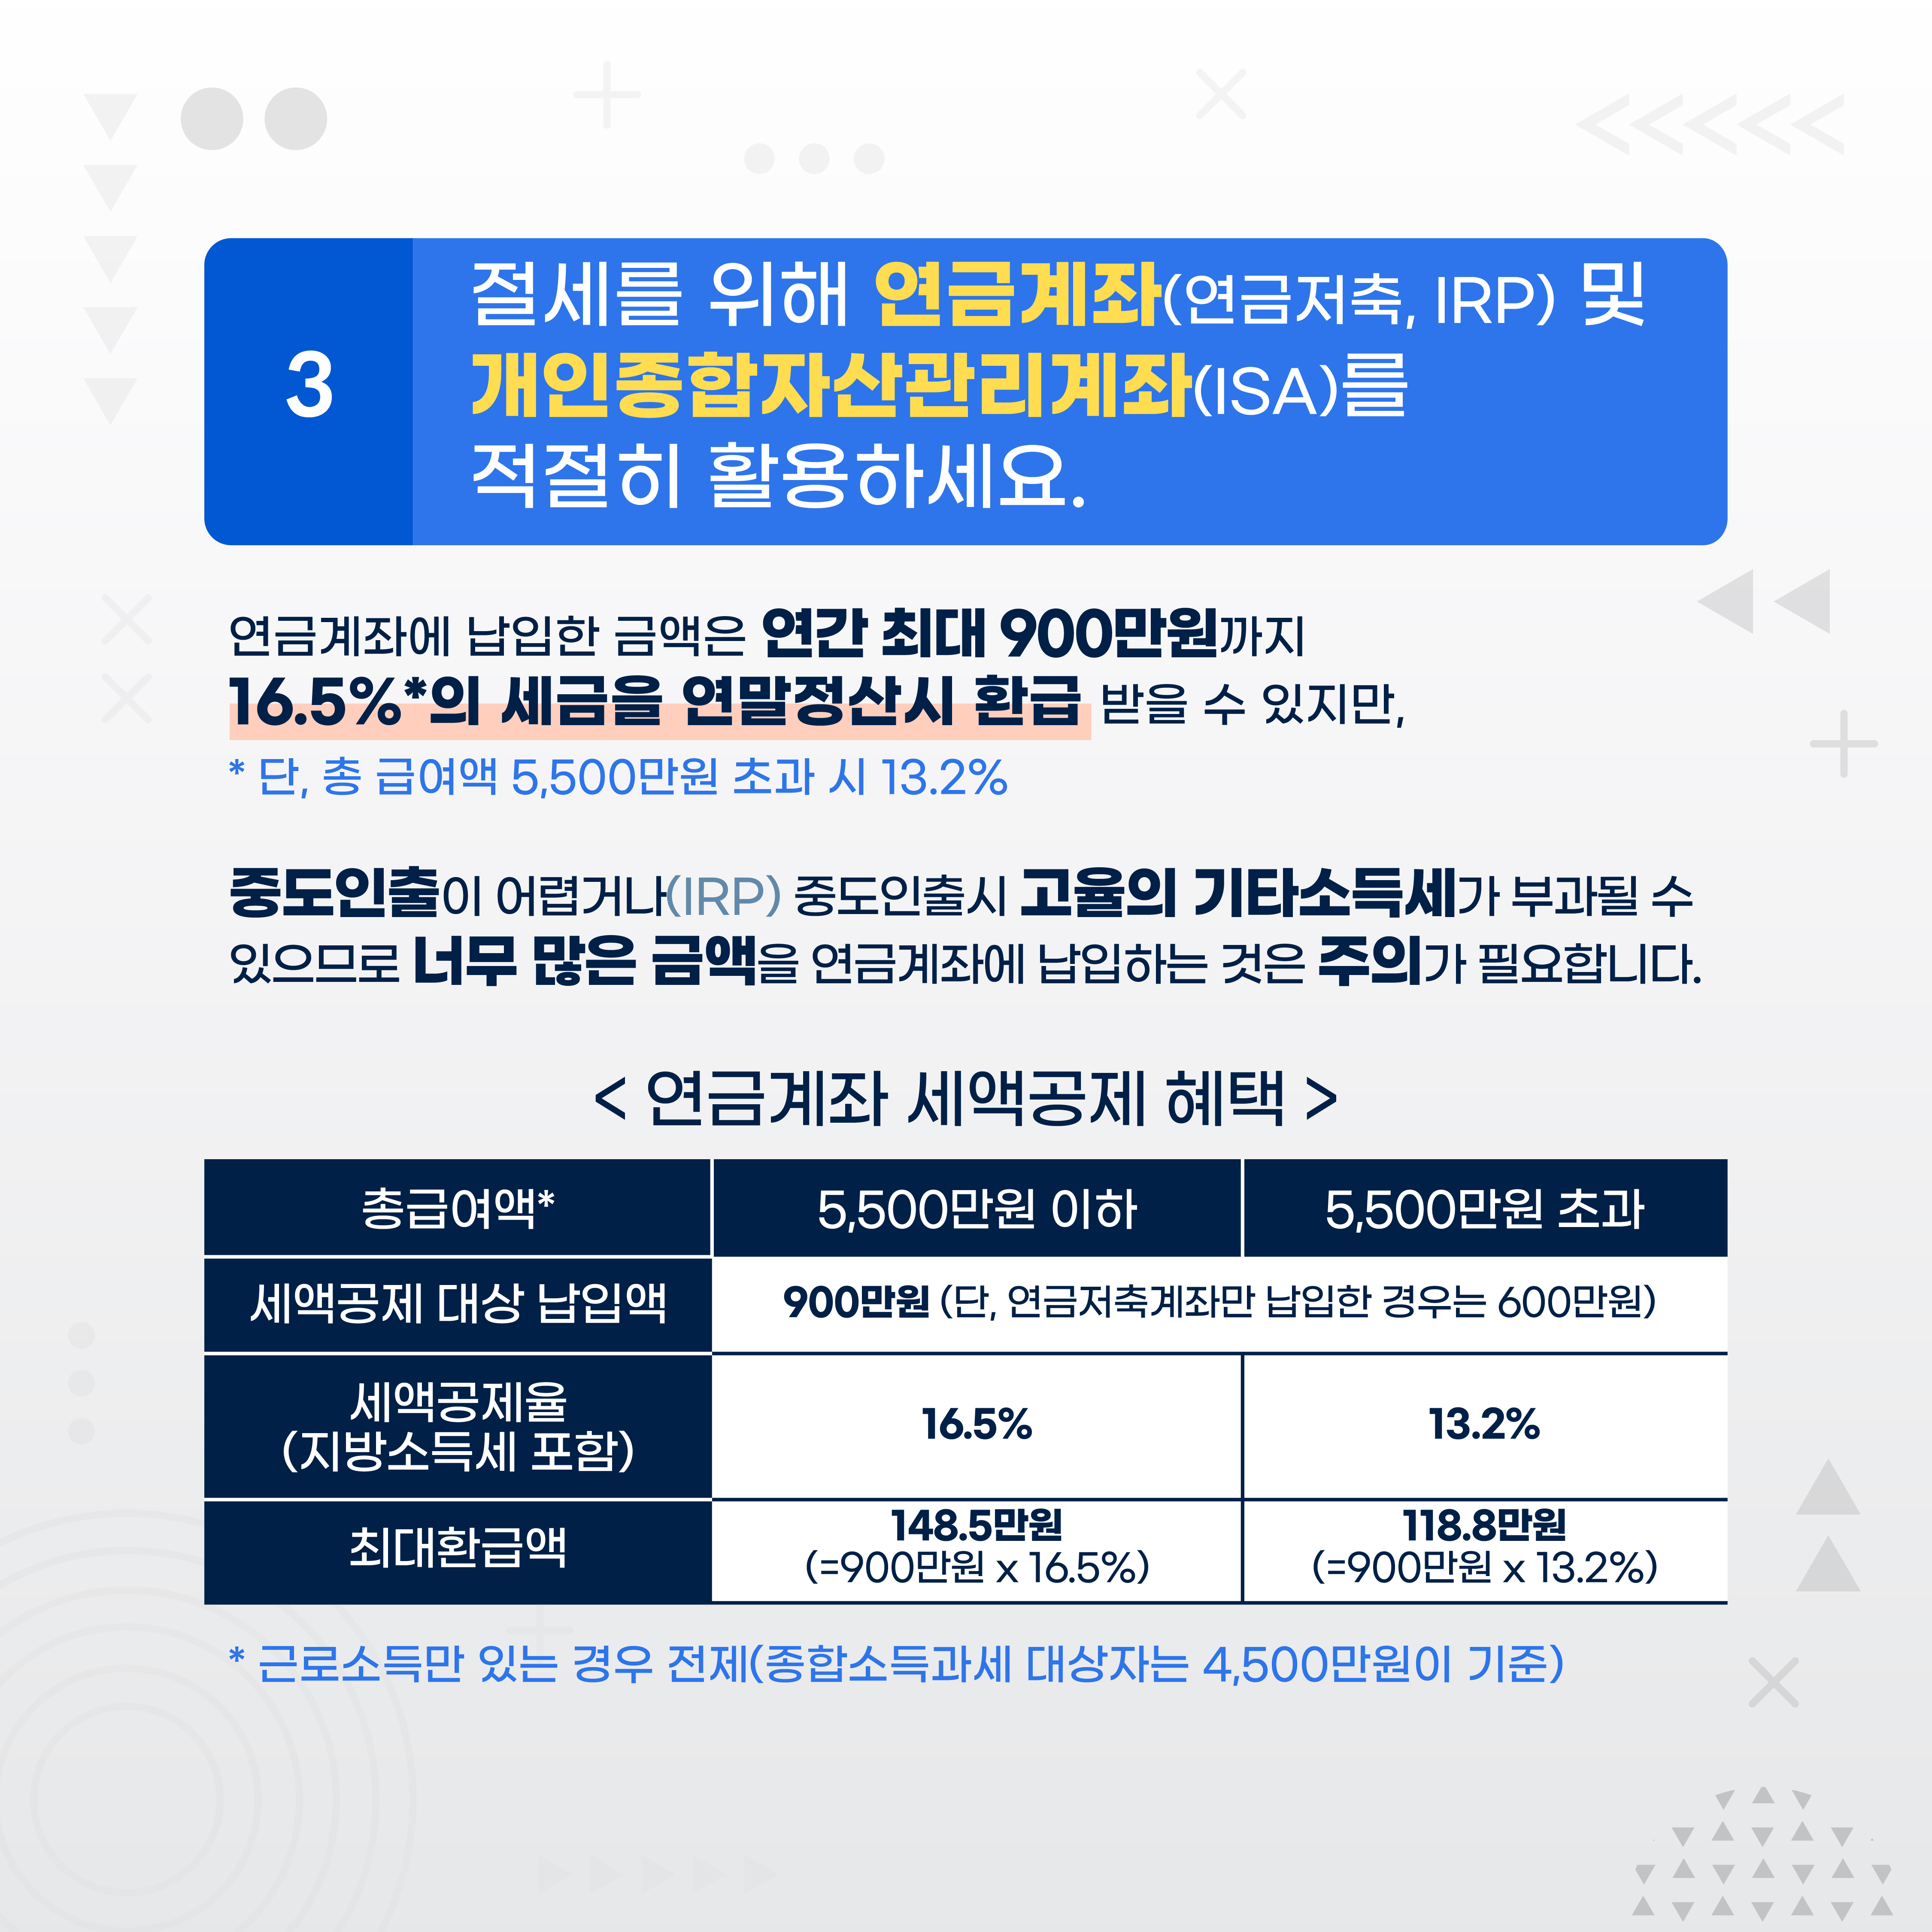 3
절세를 위해 연금계좌(연금저축, IRP) 및
개인종합자산관리계좌(ISA)를
적절히 활용하세요.
연금계좌에 납입한 금액은 연간 최대 900만원까지
16.5%*의 세금을 연말정산시 환급 받을 수 있지만,
* 단, 총 급여액 5,500만원 초과 시 13.2%
중도인출이 어렵거나(IRP) 중도인출시 고율의 기타소득세가 부과될 수
있으므로 너무 많은 금액을 연금계좌에 납입하는 것은 주의가 필요합니다.
< 연금계좌 세액공제 혜택 >
총급여액* 5,500만원 이하 5,500만원 초과
세액공제 대상 납입액 900만원 (단, 연금저축계좌만 납입한 경우는 600만원)
세액공제율
(지방소득세 포함)
16.5% 13.2%
최대환급액
148.5만원 118.8만원
(=900만원 x 16.5%) (=900만원 x 13.2%)
* 근로소득만 있는 경우 전제(종합소득과세 대상자는 4,500만원이 기준)